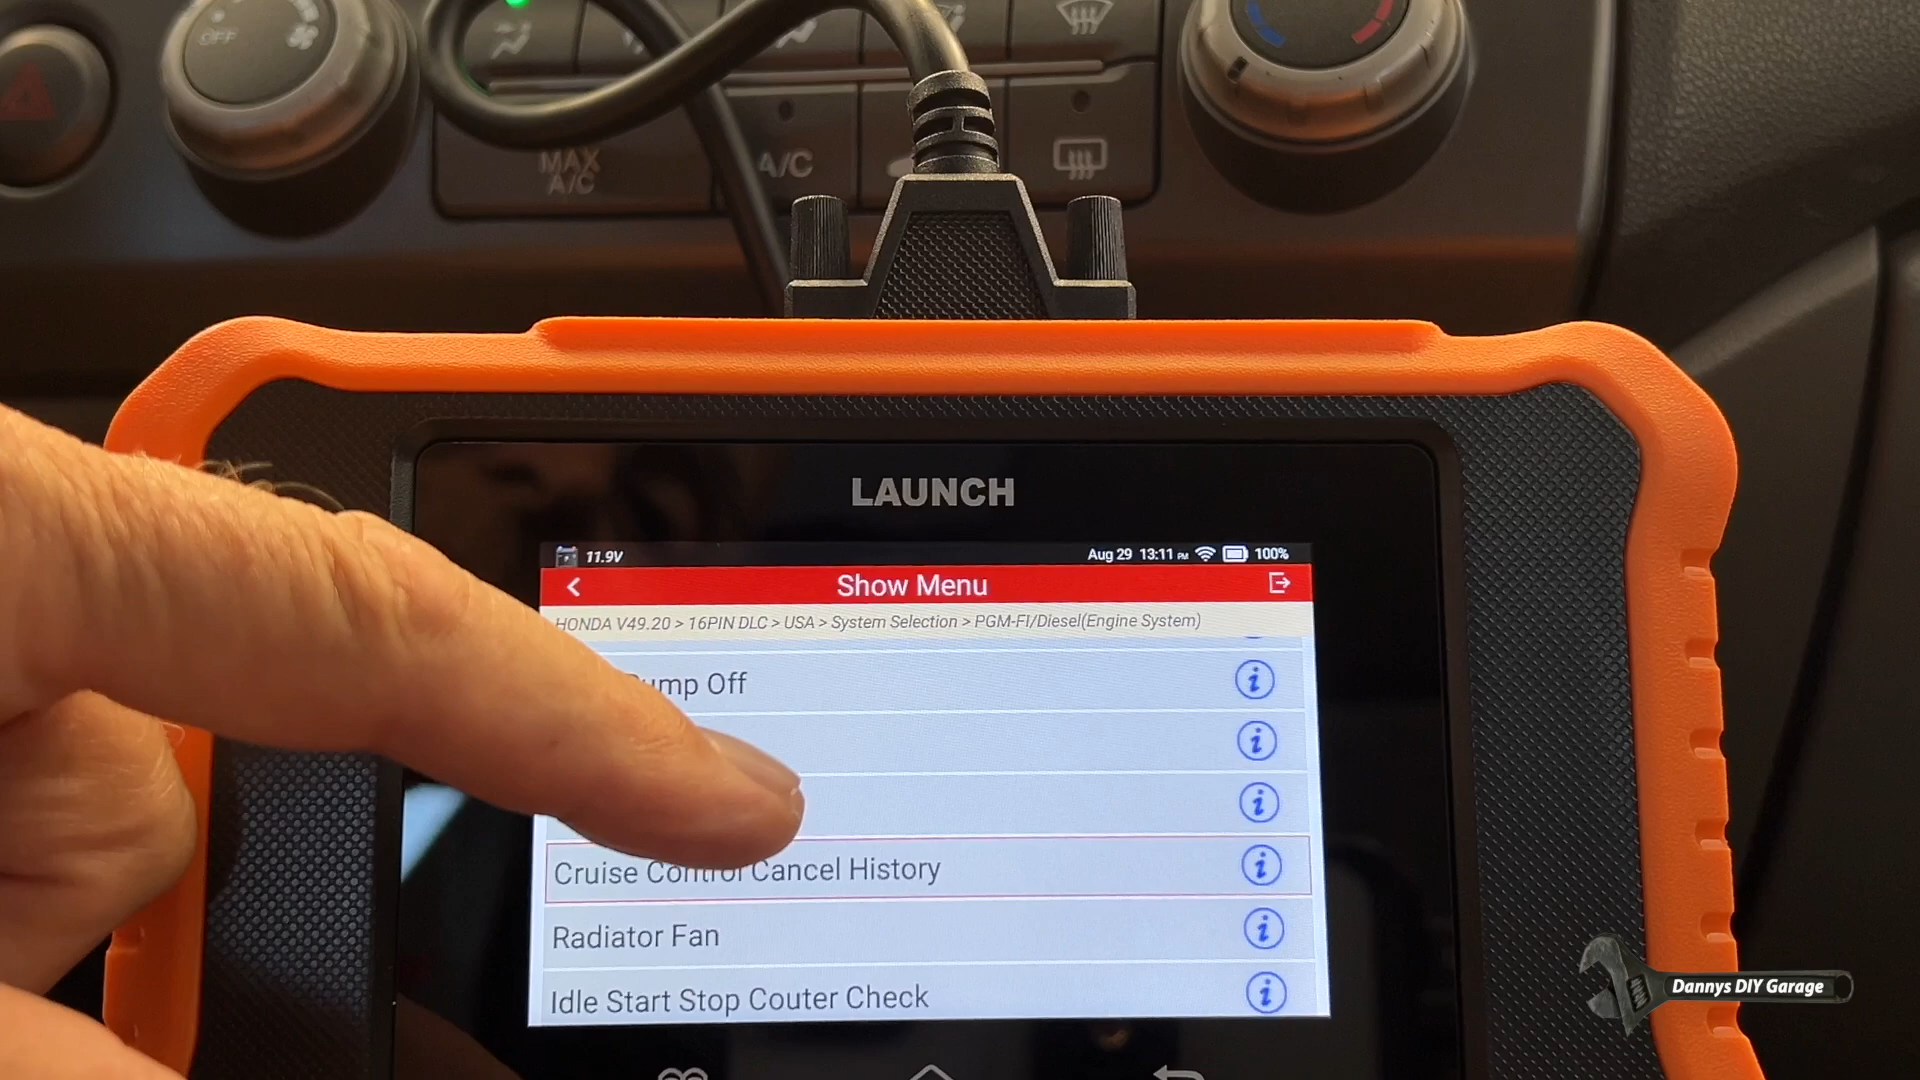 OFF
MAX
A/C
A/C
LAUNCH
11.9V
Aug 29 13:11 PM 100%
Show Menu
HONDA V49.20 > 16PIN DLC > USA > System Selection > PGM-FI/Diesel(Engine System)
Off
Cruise Control Cancel History
Radiator Fan
Idle Start Stop Couter Check
Dannys DIY Garage